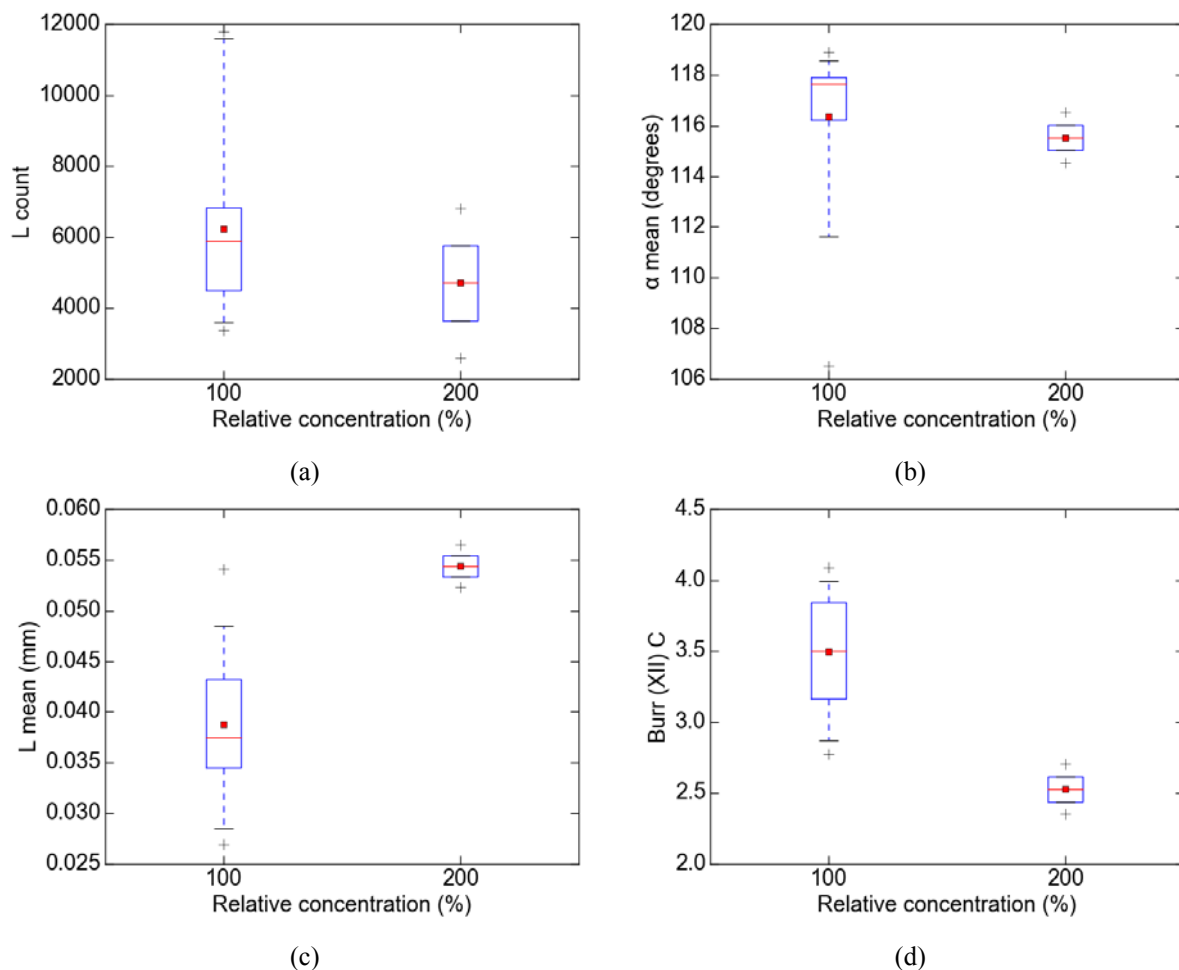 12000
10000
8000
6000
4000
2000
L count
100 200
Relative concentration (%)
(a)
120
118
116
114
112
110
108
106
α mean (degrees)
100 200
Relative concentration (%)
(b)
0.060
0.055
0.050
0.045
0.040
0.035
0.030
0.025
L mean (mm)
100 200
Relative concentration (%)
(c)
4.5
4.0
3.5
3.0
2.5
2.0
Burr (XII) C
100 200
Relative concentration (%)
(d)